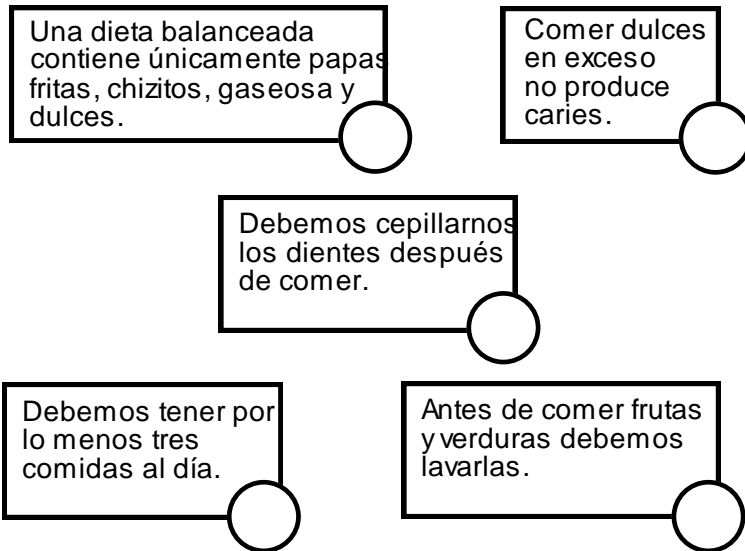 Una dieta balanceada
contiene únicamente papas
fritas, chizitos, gaseosa y
dulces.
Comer dulces
en exceso
no produce
caries.
Debemos cepillarnos
los dientes después
de comer.
Debemos tener por
lo menos tres
comidas al día.
Antes de comer frutas
y verduras debemos
lavarlas.